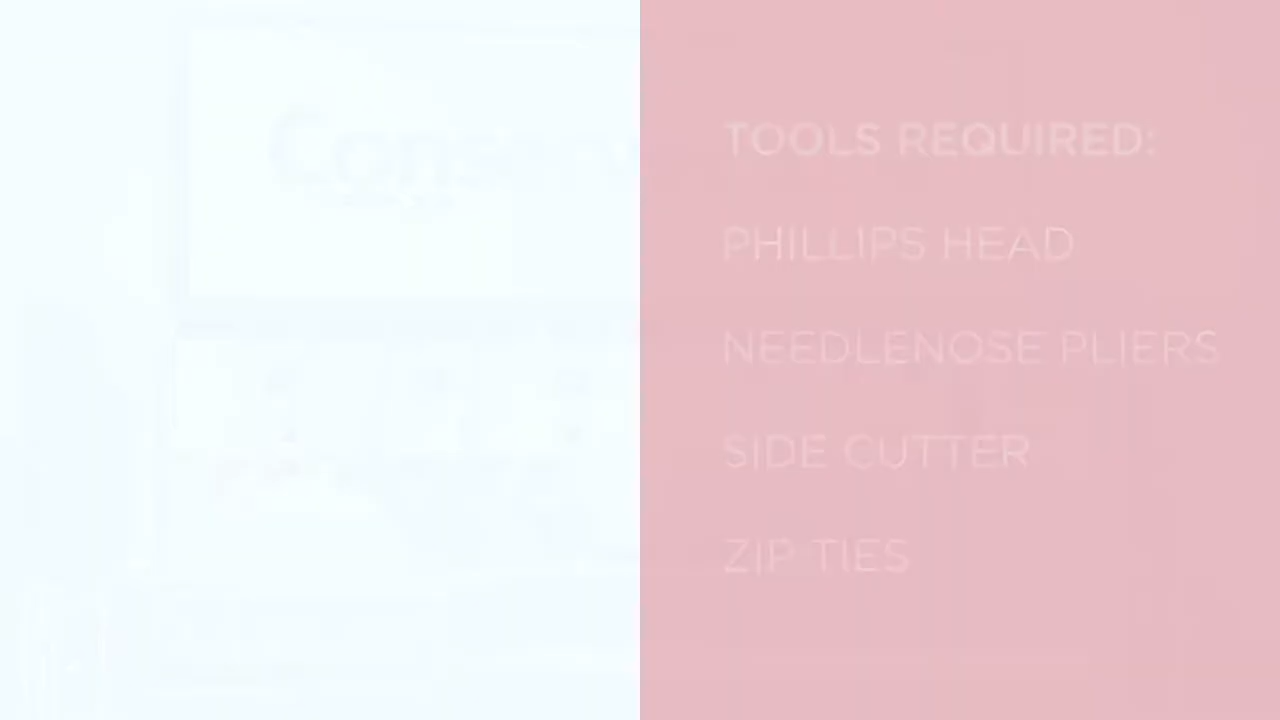 TOOLS REQUIRED:
PHILLIPS HEAD
NEEDLENOSE PLIERS
SIDE CUTTER
ZIP TIES